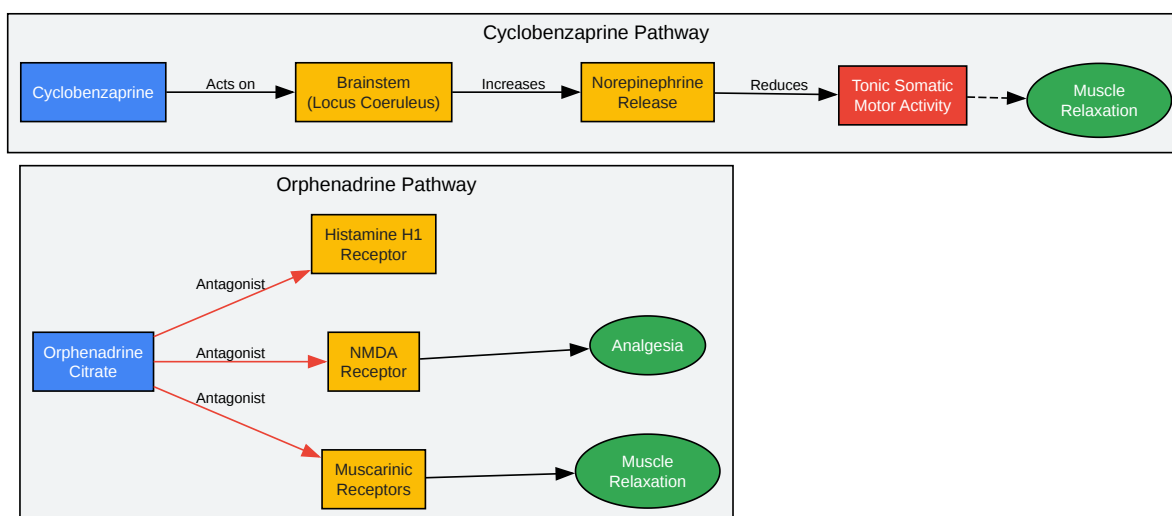 Cyclobenzaprine Pathway
Cyclobenzaprine
Acts on
Brainstem
(Locus Coeruleus)
Increases
Norepinephrine
Release
Reduces
Tonic Somatic
Motor Activity
Muscle
Relaxation
Orphenadrine Pathway
Histamine H1
Receptor
Antagonist
Orphenadrine
Citrate
Antagonist
NMDA
Receptor
Analgesia
Antagonist
Muscarinic
Receptors
Muscle
Relaxation